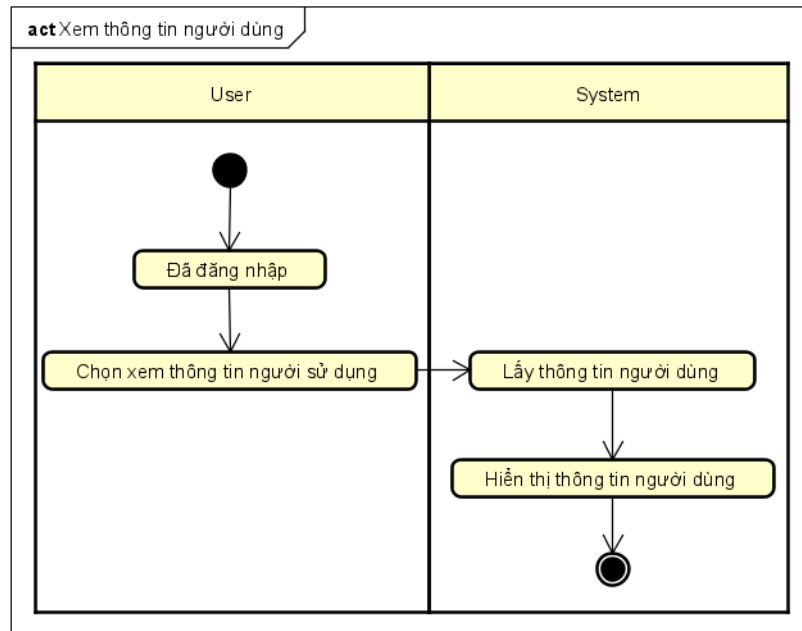 act Xem thông tin người dùng
User
System
Đã đăng nhập
Chọn xem thông tin người sử dụng
Lấy thông tin người dùng
Hiển thị thông tin người dùng